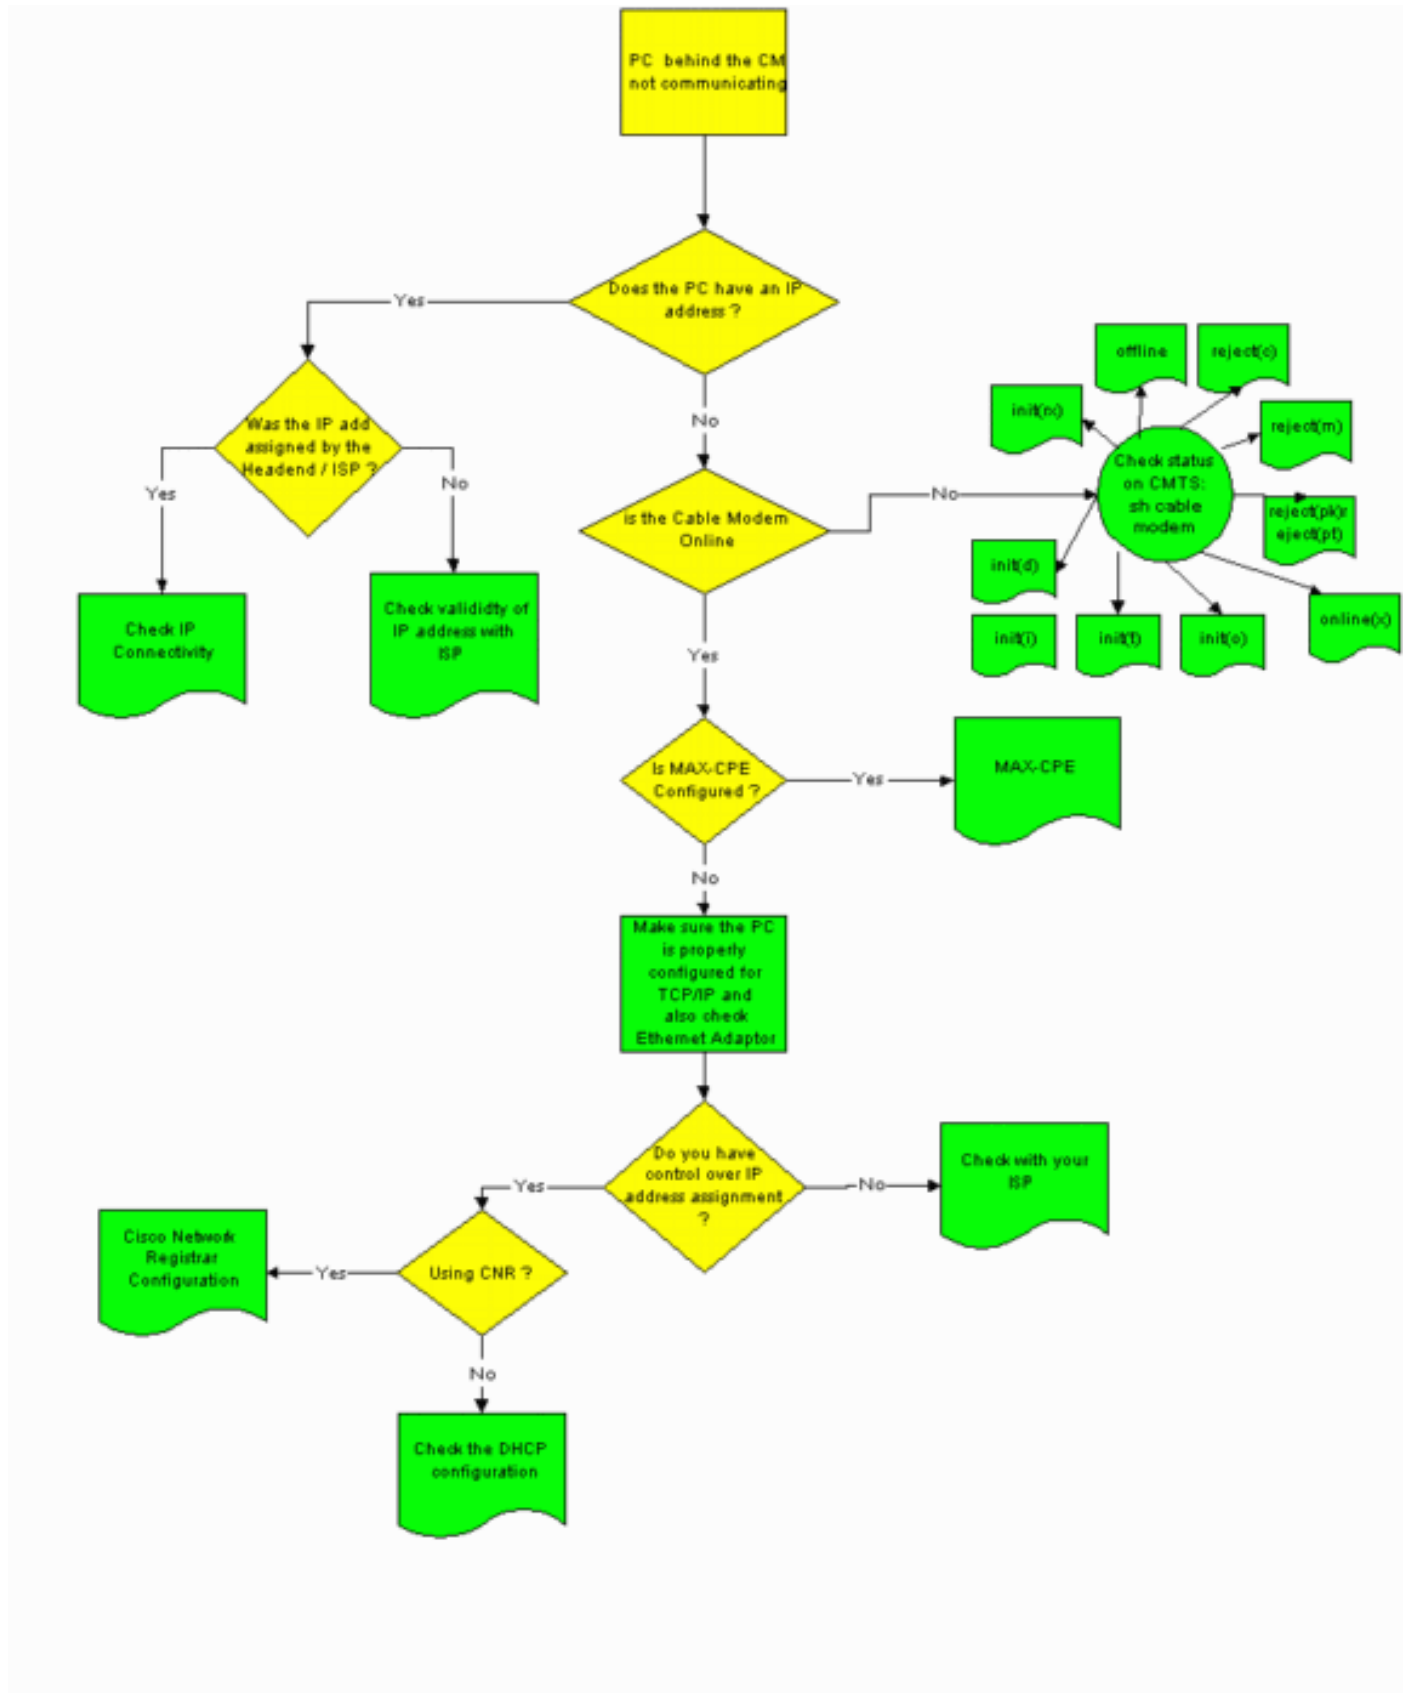 PC behind the CM
not communicating
Does the PC have an IP
address ?
Yes
No
Was the IP add
assigned by the
Headend / ISP ?
Yes
No
Check IP
Connectivity
Check valididty of
IP address with
ISP
is the Cable Modem
Online
No
Yes
Check status
on CMTS:
sh cable
modem
offline
reject(c)
reject(m)
reject(pk)r
eject(pt)
online(x)
init(o)
init(t)
init(i)
init(d)
Is MAX-CPE
Configured ?
Yes
MAX-CPE
No
Make sure the PC
is properly
configured for
TCP/IP and
also check
Ethernet Adaptor
Do you have
control over IP
address assignment
?
No
Check with your
ISP
Yes
Using CNR ?
Yes
Cisco Network
Registrar
Configuration
No
Check the DHCP
configuration